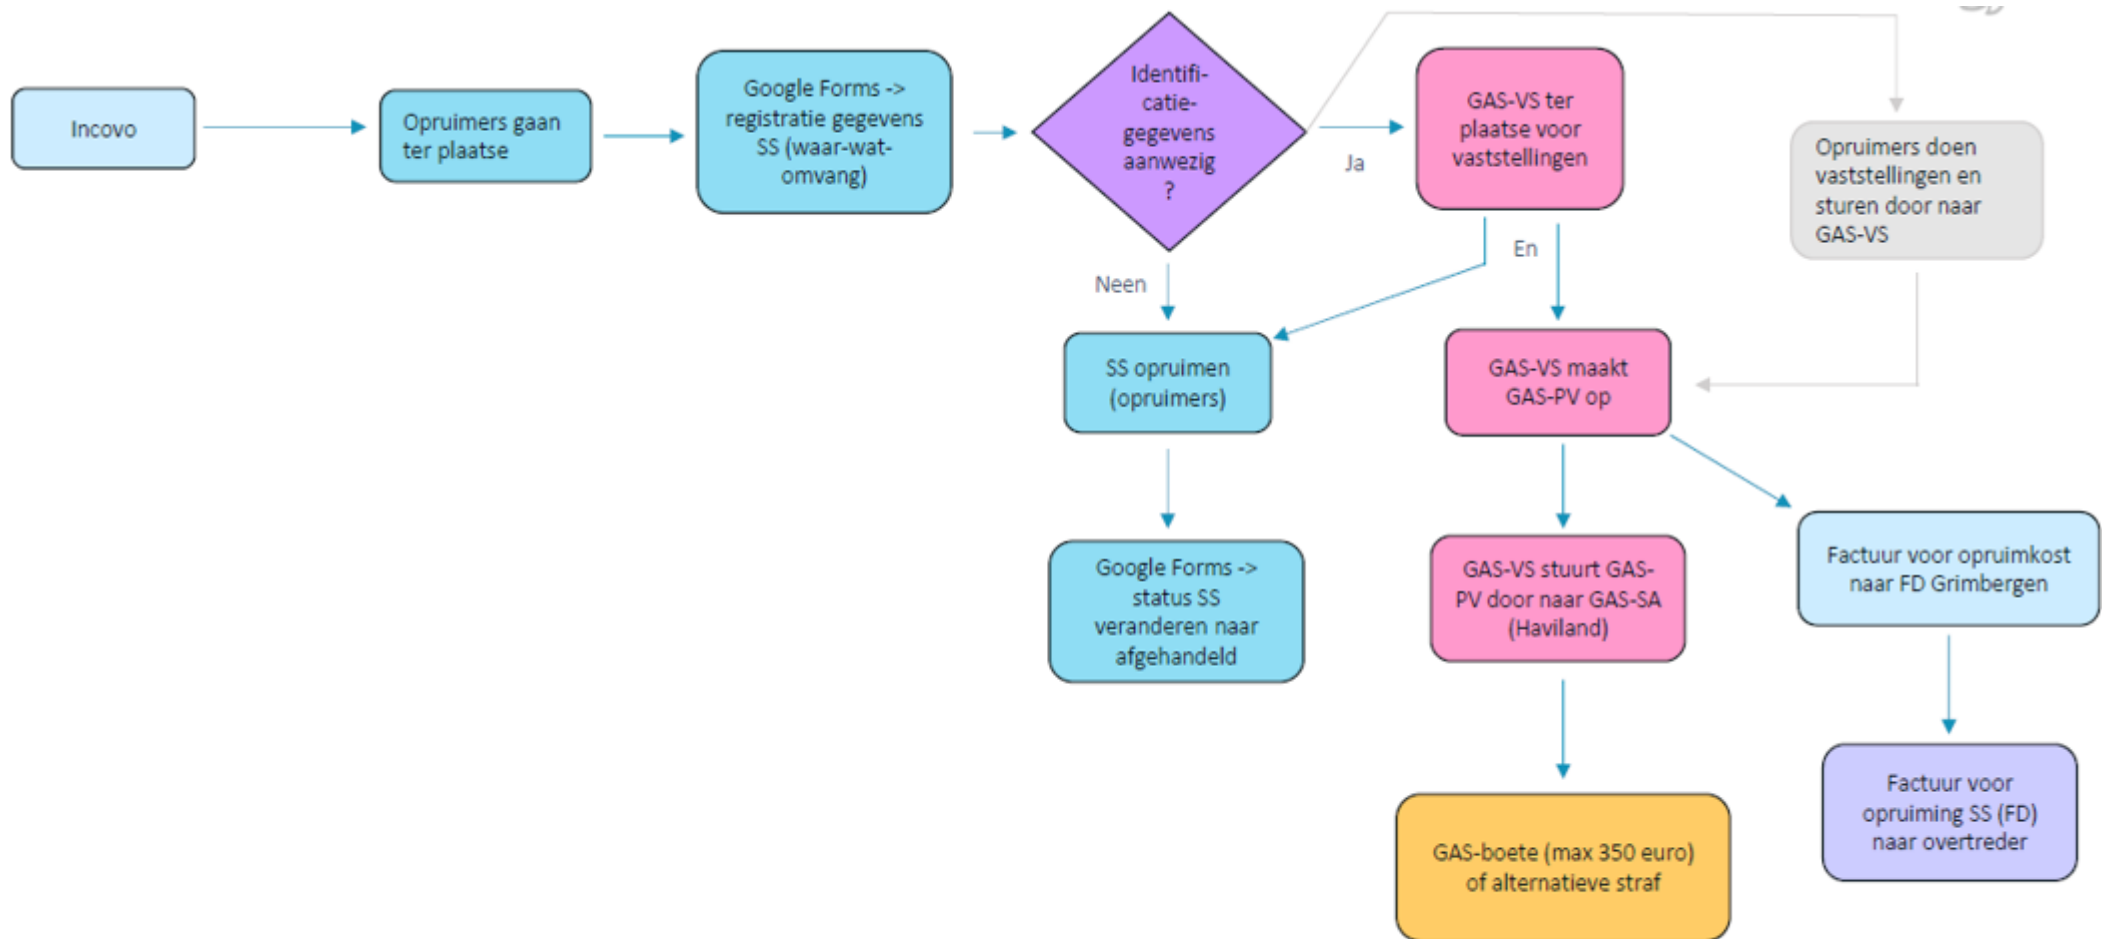 Incovo
Opruimers gaan
ter plaatse
Google Forms ->
registratie gegevens
SS (waar-wat-
omvang)
Identifi-
catie-
gegevens
aanwezig
?
Ja
Neen
GAS-VS ter
plaatse voor
vaststellingen
En
Opruimers doen
vaststellingen en
sturen door naar
GAS-VS
SS opruimen
(opruimers)
GAS-VS maakt
GAS-PV op
Google Forms ->
status SS
veranderen naar
afgehandeld
GAS-VS stuurt GAS-
PV door naar GAS-SA
(Haviland)
Factuur voor opruimkost
naar FD Grimbergen
GAS-boete (max 350 euro)
of alternatieve straf
Factuur voor
opruiming SS (FD)
naar overtreder